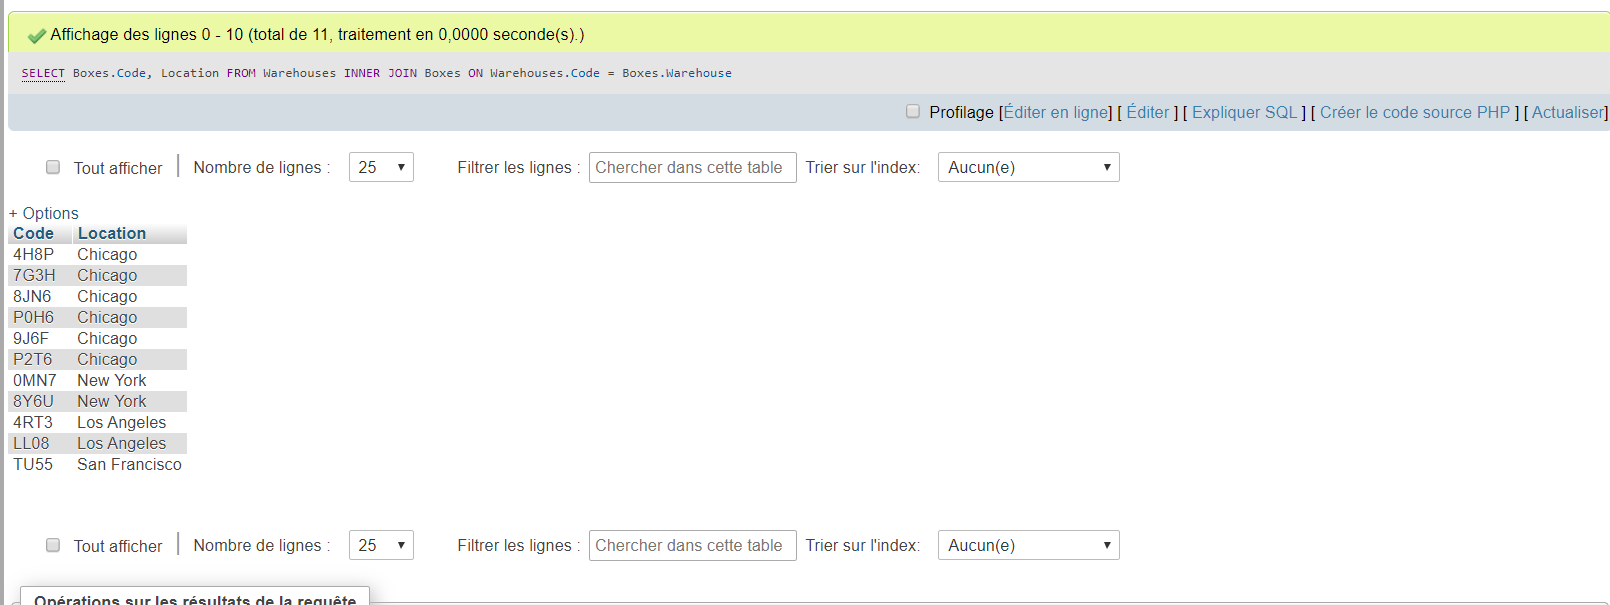 Affichage des lignes 0 - 10 (total de 11, traitement en 0,0000 seconde(s).)
SELECT Boxes.Code, Location FROM Warehouses INNER JOIN Boxes ON Warehouses.Code = Boxes.Warehouse
Profilage [Éditer en ligne] [ Éditer ] [ Expliquer SQL ] [ Créer le code source PHP ] [ Actualiser]
Tout afficher | Nombre de lignes : 25 Filtrer les lignes : Chercher dans cette table Trier sur l'index: Aucun(e)
+ Options
Code Location
4H8P Chicago
7G3H Chicago
8JN6 Chicago
P0H6 Chicago
9J6F Chicago
P2T6 Chicago
0MN7 New York
8Y6U New York
4RT3 Los Angeles
LL08 Los Angeles
TU55 San Francisco
Tout afficher | Nombre de lignes : 25 Filtrer les lignes : Chercher dans cette table Trier sur l'index: Aucun(e)
Opérations sur les résultats de la requête